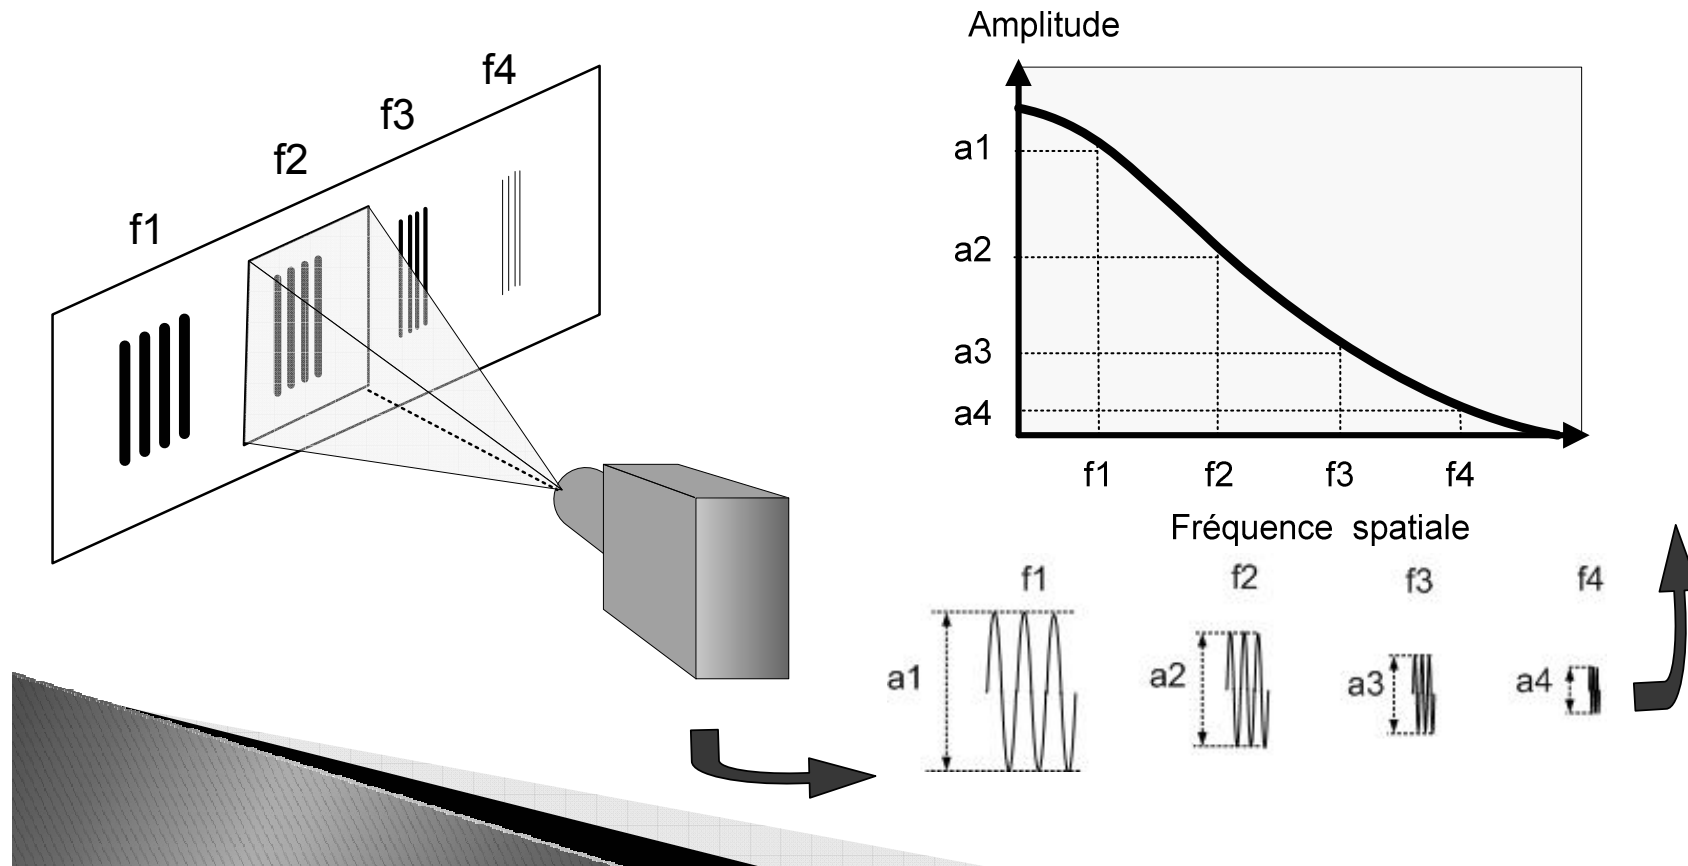 f1
f2
f3
f4
Amplitude
a1
a2
a3
a4
f1 f2 f3 f4
Fréquence spatiale
f1 f2 f3 f4
a1 a2 a3 a4